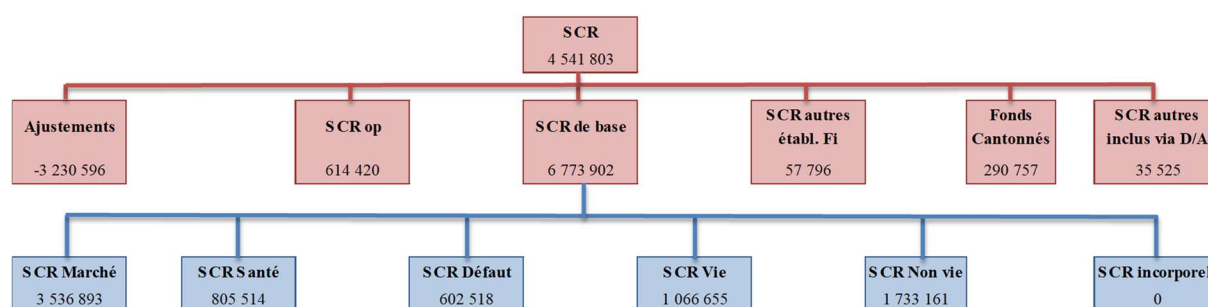 SCR
4 541 803
Ajustements
-3 230 596
SCR op
614 420
SCR de base
6 773 902
SCR autres
établ. Fi
57 796
Fonds
Cantonnés
290 757
SCR autres
inclus via D/A
35 525
SCR Marché
3 536 893
SCR Santé
805 514
SCR Défaut
602 518
SCR Vie
1 066 655
SCR Non vie
1 733 161
SCR incorporel
0